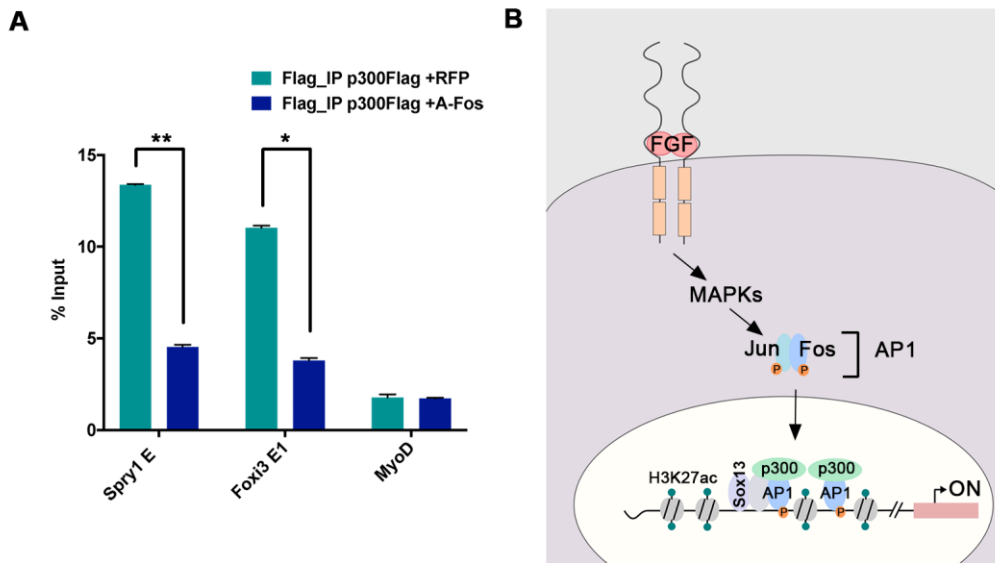 A
Flag_IP p300Flag +RFP
Flag_IP p300Flag +A-Fos
**
*
15
10
5
0
% Input
Spry1 E
Foxi3 E1
MyoD
B
FGF
MAPKs
Jun Fos
AP1
P P
p300 p300
H3K27ac
Sox13
AP1 AP1
P P
ON